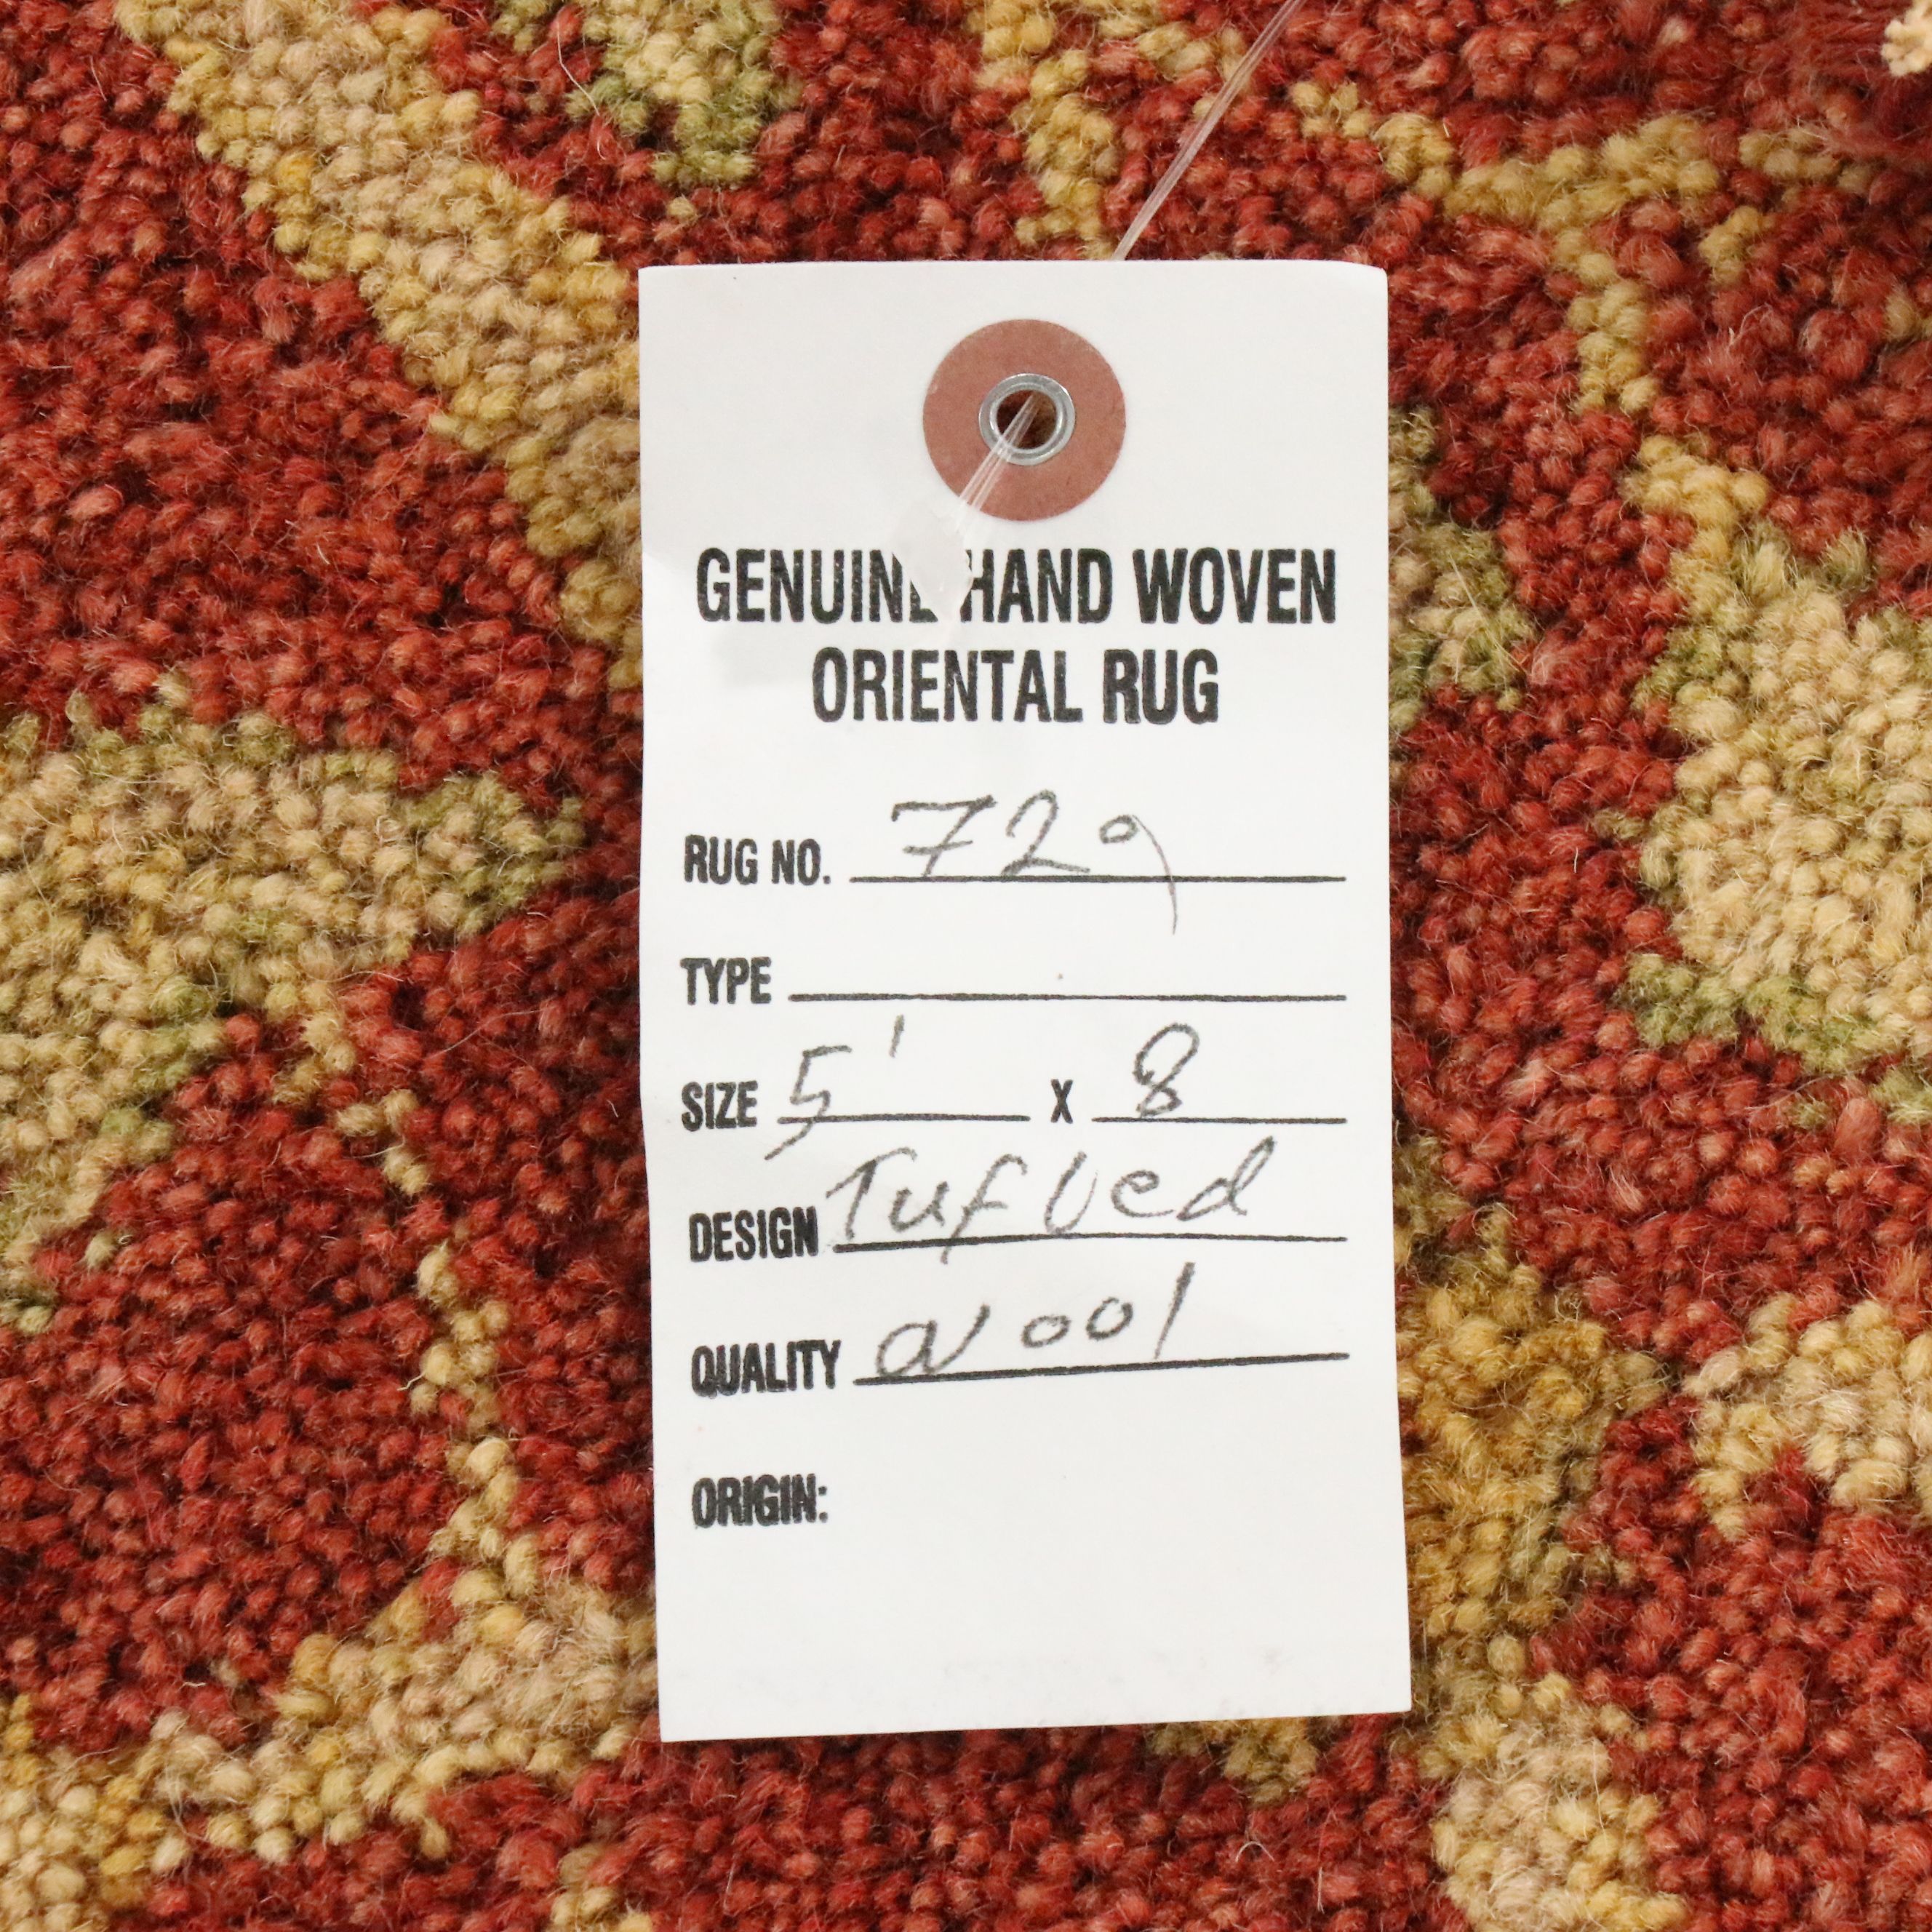 GENUINE HAND WOVEN
ORIENTAL RUG
RUG NO. 729
TYPE
SIZE 5' X 8
DESIGN Tufted
QUALITY Wool
ORIGIN: